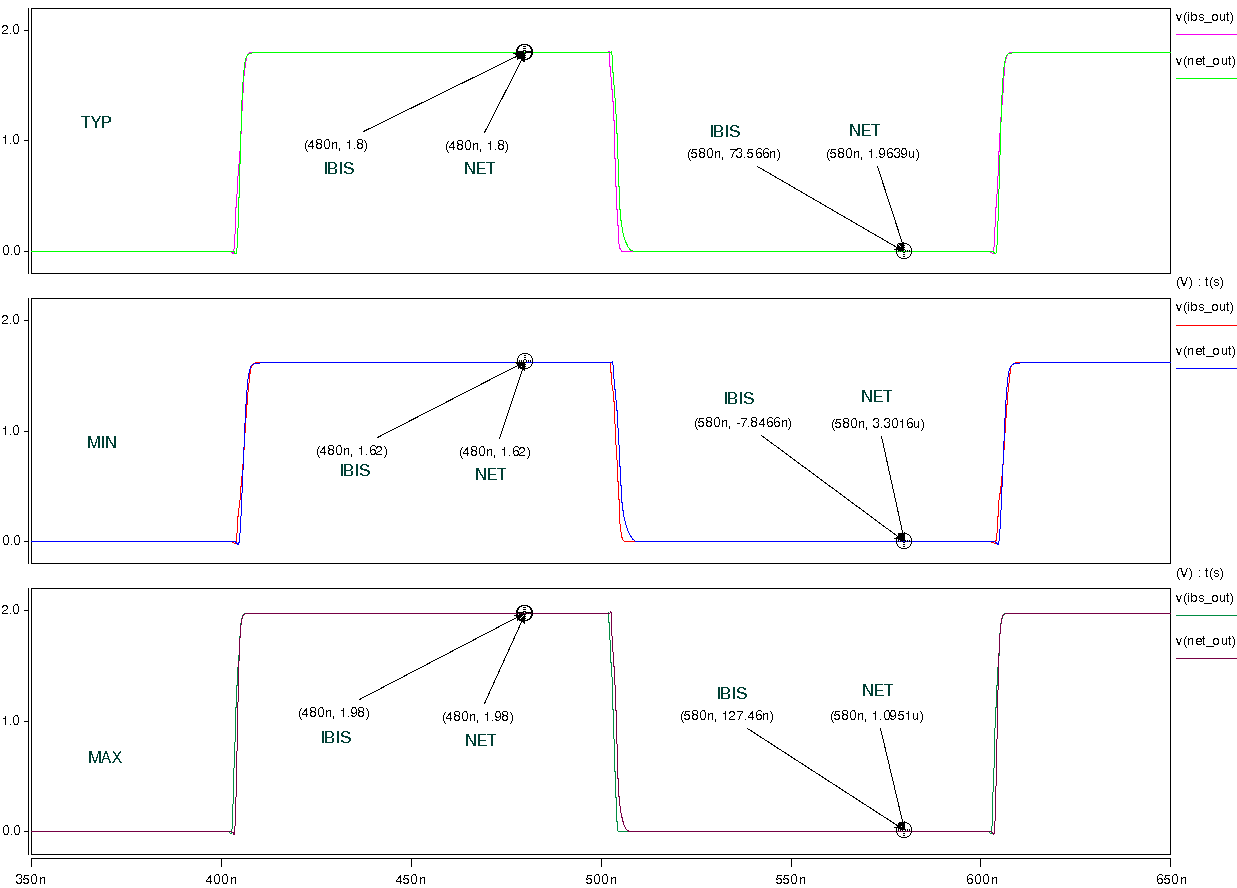 2.0
v(ibs_out)
v(net_out)
TYP
IBIS
NET
1.0
(480n, 1.8)
(480n, 1.8)
(580n, 73.566n)
(580n, 1.9639u)
IBIS
NET
0.0
(V) : t(s)
v(ibs_out)
2.0
v(net_out)
IBIS
NET
(580n, -7.8466n)
(580n, 3.3016u)
1.0
MIN
(480n, 1.62)
(480n, 1.62)
IBIS
NET
0.0
(V) : t(s)
v(ibs_out)
2.0
v(net_out)
IBIS
NET
(480n, 1.98)
(480n, 1.98)
(580n, 127.46n)
(580n, 1.0951u)
1.0
IBIS
NET
MAX
0.0
350n
400n
450n
500n
550n
600n
650n